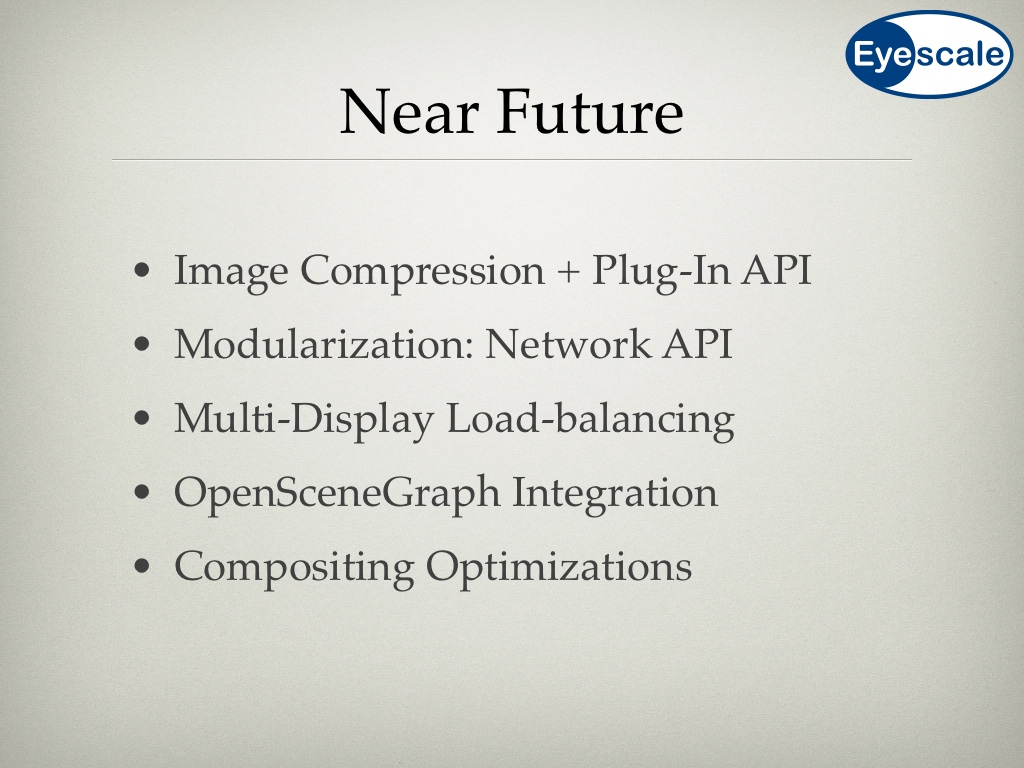 Eyescale
Near Future
• Image Compression + Plug-In API
• Modularization: Network API
• Multi-Display Load-balancing
• OpenSceneGraph Integration
• Compositing Optimizations